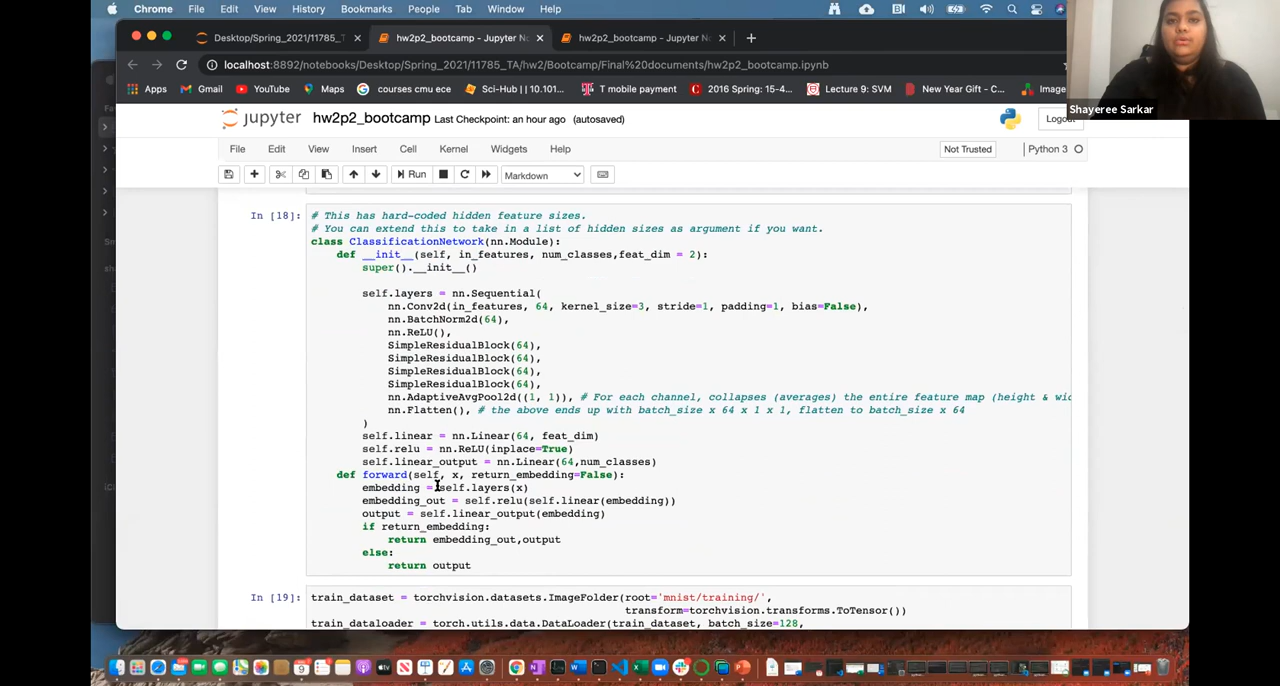 Chrome File Edit View History Bookmarks People Tab Window Help
Desktop/Spring_2021/11785_T hw2p2_bootcamp - Jupyter No hw2p2_bootcamp - Jupyter No
localhost:8892/notebooks/Desktop/Spring_2021/11785_TA/hw2/Bootcamp/Final%20documents/hw2p2_bootcamp.ipynb
Apps Gmail YouTube Maps courses cmu ece Sci-Hub | | 10.101... T mobile payment 2016 Spring: 15-4... Lecture 9: SVM New Year Gift - C... Image
Shayeree Sarkar
jupyter hw2p2_bootcamp Last Checkpoint: an hour ago (autosaved) Logout
File Edit View Insert Cell Kernel Widgets Help Not Trusted Python 3
Run Markdown
In [18]: # This has hard-coded hidden feature sizes.
# You can extend this to take in a list of hidden sizes as argument if you want.
class ClassificationNetwork(nn.Module):
def __init__(self, in_features, num_classes,feat_dim = 2):
super().__init__()
self.layers = nn.Sequential(
nn.Conv2d(in_features, 64, kernel_size=3, stride=1, padding=1, bias=False),
nn.BatchNorm2d(64),
nn.ReLU(),
SimpleResidualBlock(64),
SimpleResidualBlock(64),
SimpleResidualBlock(64),
SimpleResidualBlock(64),
nn.AdaptiveAvgPool2d((1, 1)), # For each channel, collapses (averages) the entire feature map (height & wid
nn.Flatten(), # the above ends up with batch_size x 64 x 1 x 1, flatten to batch_size x 64
)
self.linear = nn.Linear(64, feat_dim)
self.relu = nn.ReLU(inplace=True)
self.linear_output = nn.Linear(64,num_classes)
def forward(self, x, return_embedding=False):
embedding = self.layers(x)
embedding_out = self.relu(self.linear(embedding))
output = self.linear_output(embedding)
if return_embedding:
return embedding_out,output
else:
return output
In [19]: train_dataset = torchvision.datasets.ImageFolder(root='mnist/training/',
transform=torchvision.transforms.ToTensor())
train_dataloader = torch.utils.data.DataLoader(train_dataset, batch_size=128,